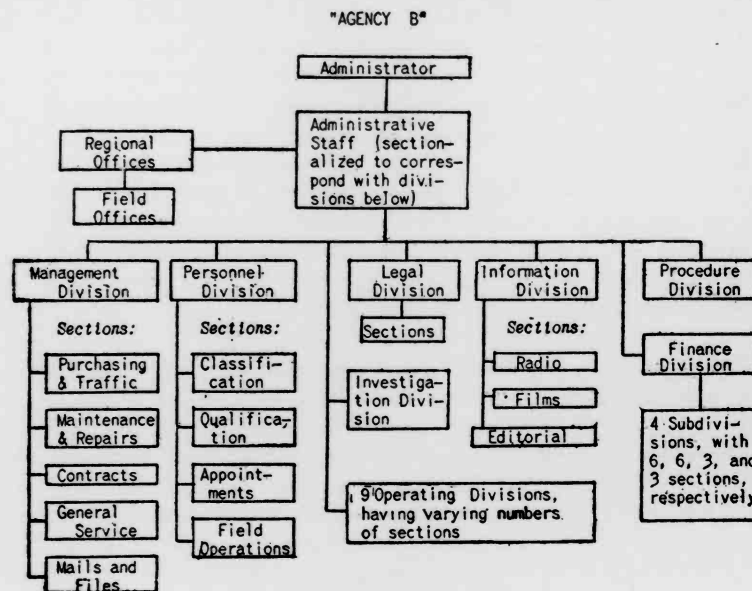 "AGENCY B"
Administrator
Administrative
Staff (section-
alized to corre-
spond with divi-
sions below)
Regional
Offices
Field
Offices
Management
Division
Sections:
Purchasing
& Traffic
Maintenance
& Repairs
Contracts
General
Service
Mails and
Files
Personnel
Division
Sections:
Classifi-
cation
Qualifica-
tion
Appoint-
ments
Field
Operations
Legal
Division
Sections
Investiga-
tion Divi-
sion
9 Operating Divisions,
having varying numbers
of sections
Information
Division
Sections:
Radio
Films
Editorial
Procedure
Division
Finance
Division
4 Subdivi-
sions, with
6, 6, 3, and
3 sections,
respectively